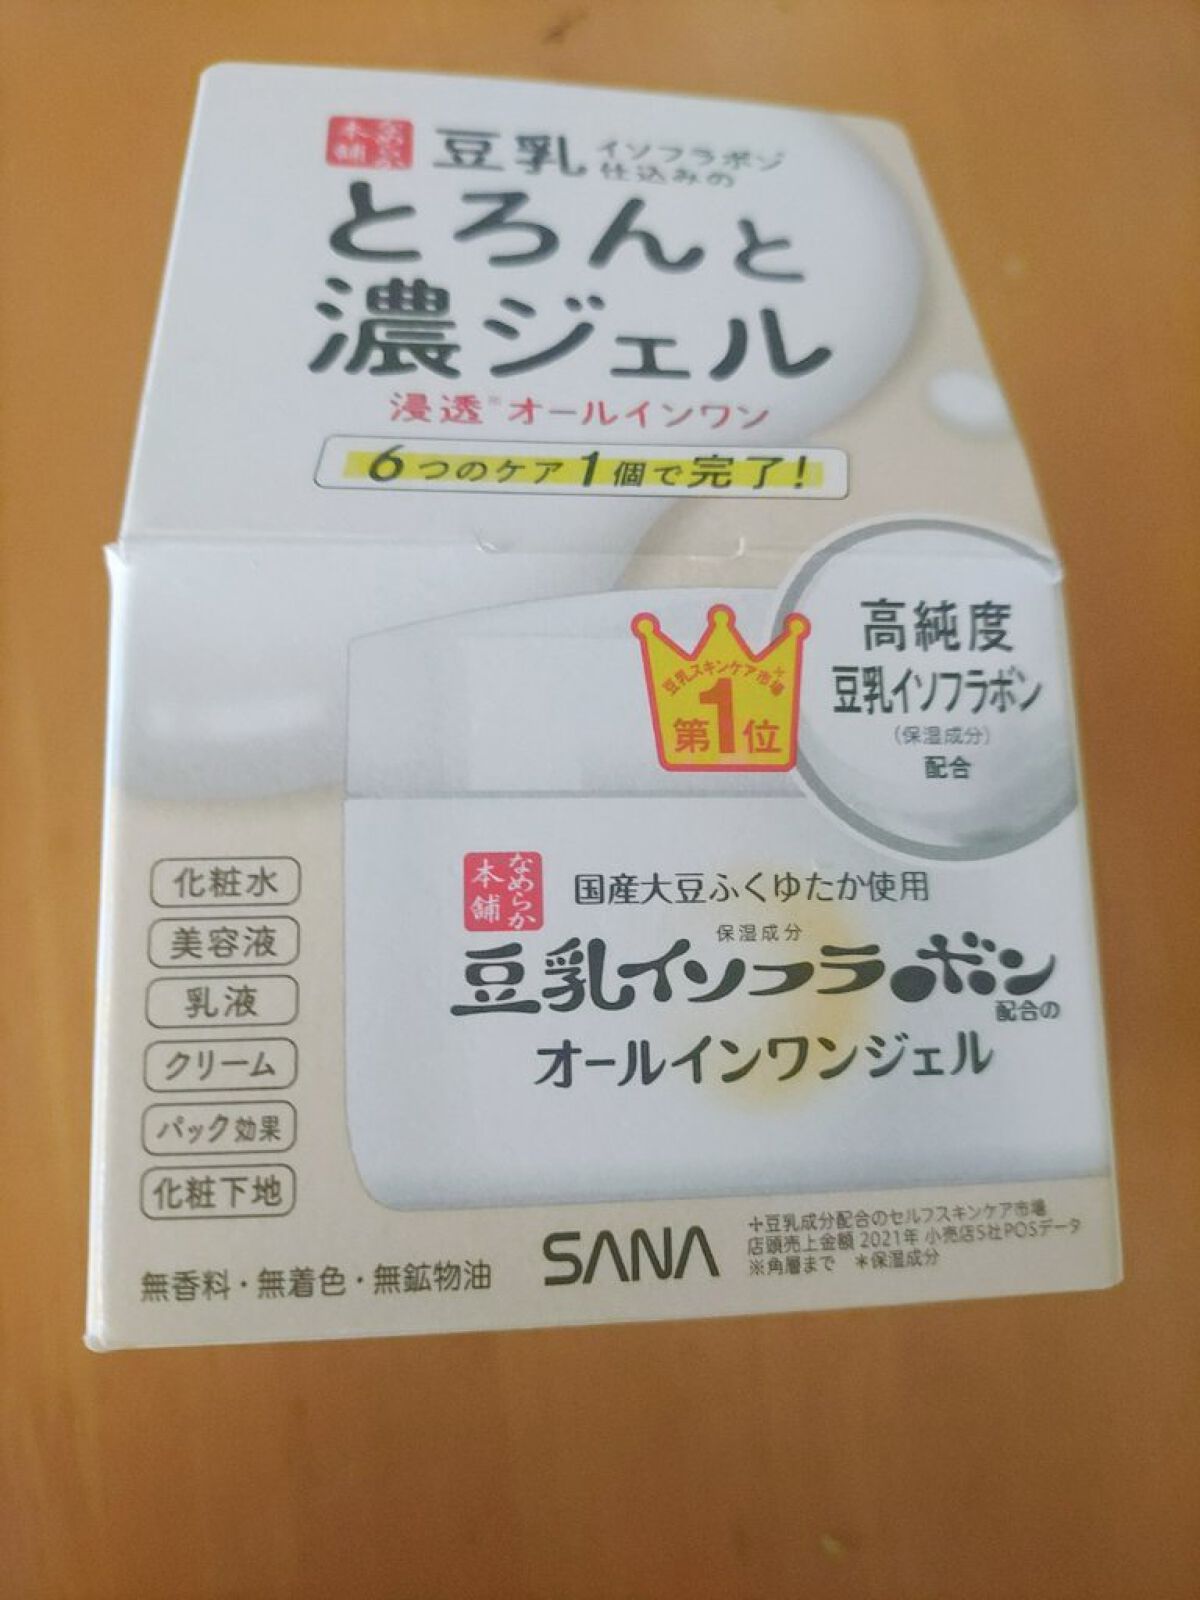 なめらか本舗
豆乳イソフラボン仕込みの
とろんと
濃ジェル
浸透※オールインワン
6つのケア1個で完了!
高純度
豆乳イソフラボン
(保湿成分)
配合
豆乳スキンケア市場✢
第1位
なめらか本舗
国産大豆ふくゆたか使用
保湿成分
豆乳イソフラボン
配合の
オールインワンジェル
化粧水
美容液
乳液
クリーム
パック効果
化粧下地
無香料・無着色・無鉱物油
SANA
✢豆乳成分配合のセルフスキンケア市場
店頭売上金額 2021年 小売店S社POSデータ
※角層まで *保湿成分